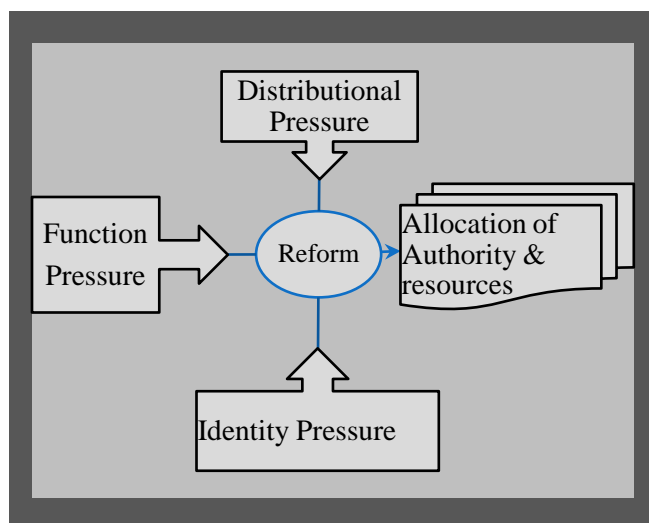 Distributional
Pressure
Function
Pressure
Reform
Allocation of
Authority &
resources
Identity Pressure